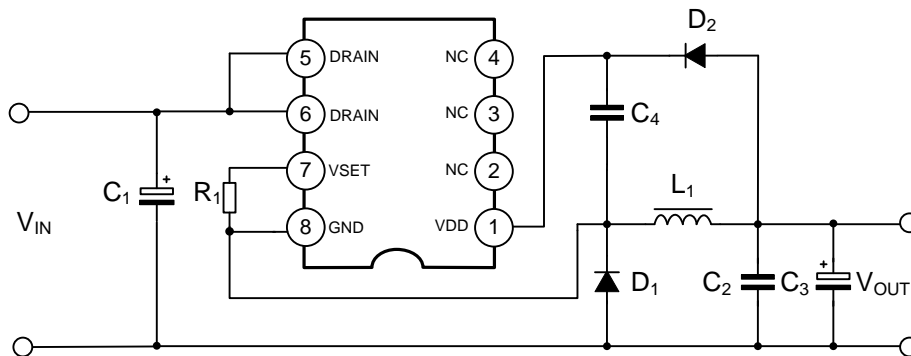 D2
5 DRAIN NC 4
6 DRAIN NC 3
C4
7 VSET NC 2
R1
C1
+
L1
8 GND VDD 1
VIN
D1
C2
C3
+
VOUT